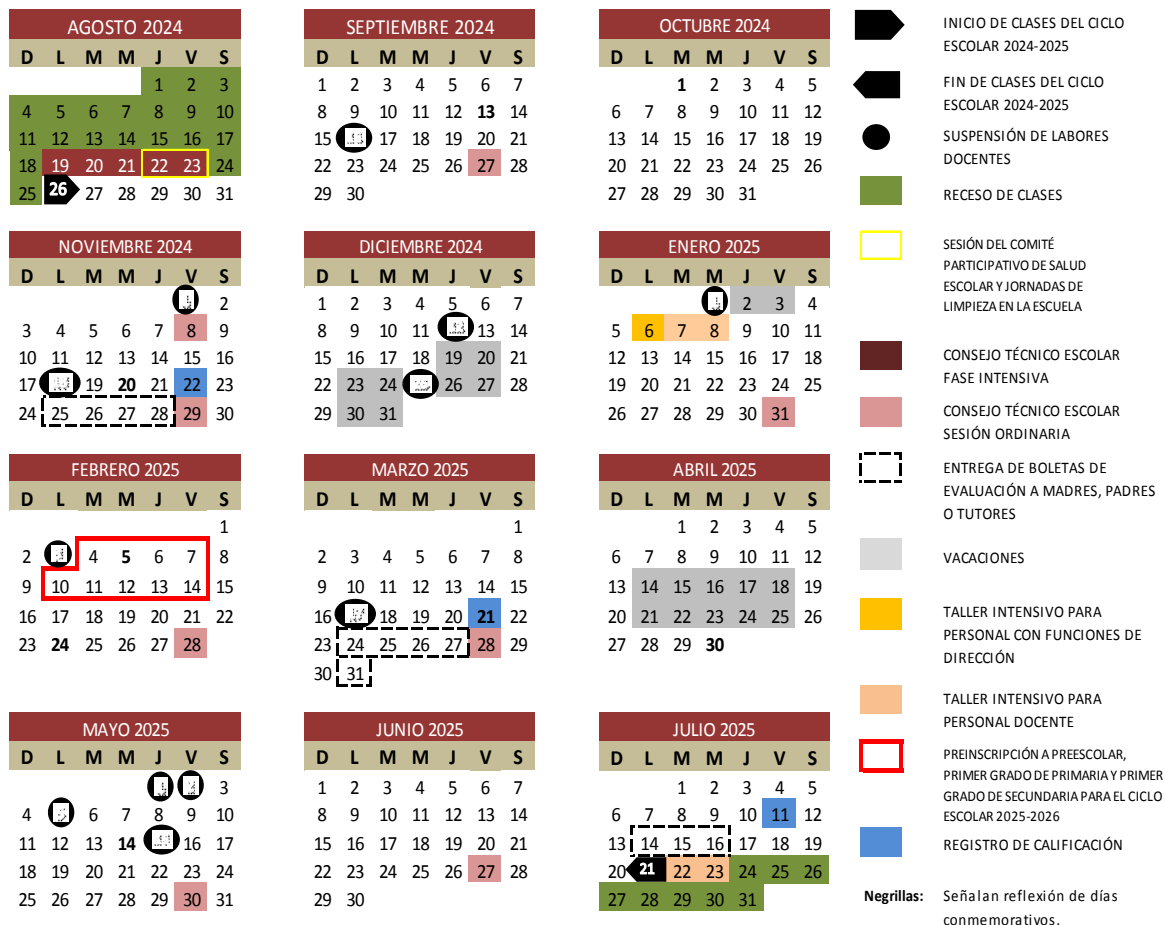 AGOSTO 2024
D L M M J V S
1 2 3
4 5 6 7 8 9 10
11 12 13 14 15 16 17
18 19 20 21 22 23 24
25 26 27 28 29 30 31
SEPTIEMBRE 2024
D L M M J V S
1 2 3 4 5 6 7
8 9 10 11 12 13 14
15 17 18 19 20 21
22 23 24 25 26 27 28
29 30
OCTUBRE 2024
D L M M J V S
1 2 3 4 5
6 7 8 9 10 11 12
13 14 15 16 17 18 19
20 21 22 23 24 25 26
27 28 29 30 31
NOVIEMBRE 2024
D L M M J V S
2
3 4 5 6 7 8 9
10 11 12 13 14 15 16
17 19 20 21 22 23
24 25 26 27 28 29 30
DICIEMBRE 2024
D L M M J V S
1 2 3 4 5 6 7
8 9 10 11 13 14
15 16 17 18 19 20 21
22 23 24 26 27 28
29 30 31
ENERO 2025
D L M M J V S
2 3 4
5 6 7 8 9 10 11
12 13 14 15 16 17 18
19 20 21 22 23 24 25
26 27 28 29 30 31
FEBRERO 2025
D L M M J V S
1
2 4 5 6 7 8
9 10 11 12 13 14 15
16 17 18 19 20 21 22
23 24 25 26 27 28
MARZO 2025
D L M M J V S
1
2 3 4 5 6 7 8
9 10 11 12 13 14 15
16 18 19 20 21 22
23 24 25 26 27 28 29
30 31
ABRIL 2025
D L M M J V S
1 2 3 4 5
6 7 8 9 10 11 12
13 14 15 16 17 18 19
20 21 22 23 24 25 26
27 28 29 30
MAYO 2025
D L M M J V S
3
4 6 7 8 9 10
11 12 13 14 16 17
18 19 20 21 22 23 24
25 26 27 28 29 30 31
JUNIO 2025
D L M M J V S
1 2 3 4 5 6 7
8 9 10 11 12 13 14
15 16 17 18 19 20 21
22 23 24 25 26 27 28
29 30
JULIO 2025
D L M M J V S
1 2 3 4 5
6 7 8 9 10 11 12
13 14 15 16 17 18 19
20 21 22 23 24 25 26
27 28 29 30 31
INICIO DE CLASES DEL CICLO
ESCOLAR 2024-2025
FIN DE CLASES DEL CICLO
ESCOLAR 2024-2025
SUSPENSIÓN DE LABORES
DOCENTES
RECESO DE CLASES
SESIÓN DEL COMITÉ
PARTICIPATIVO DE SALUD
ESCOLAR Y JORNADAS DE
LIMPIEZA EN LA ESCUELA
CONSEJO TÉCNICO ESCOLAR
FASE INTENSIVA
CONSEJO TÉCNICO ESCOLAR
SESIÓN ORDINARIA
ENTREGA DE BOLETAS DE
EVALUACIÓN A MADRES, PADRES
O TUTORES
VACACIONES
TALLER INTENSIVO PARA
PERSONAL CON FUNCIONES DE
DIRECCIÓN
TALLER INTENSIVO PARA
PERSONAL DOCENTE
PREINSCRIPCIÓN A PREESCOLAR,
PRIMER GRADO DE PRIMARIA Y PRIMER
GRADO DE SECUNDARIA PARA EL CICLO
ESCOLAR 2025-2026
REGISTRO DE CALIFICACIÓN
Negrillas: Señalan reflexión de días
conmemorativos.